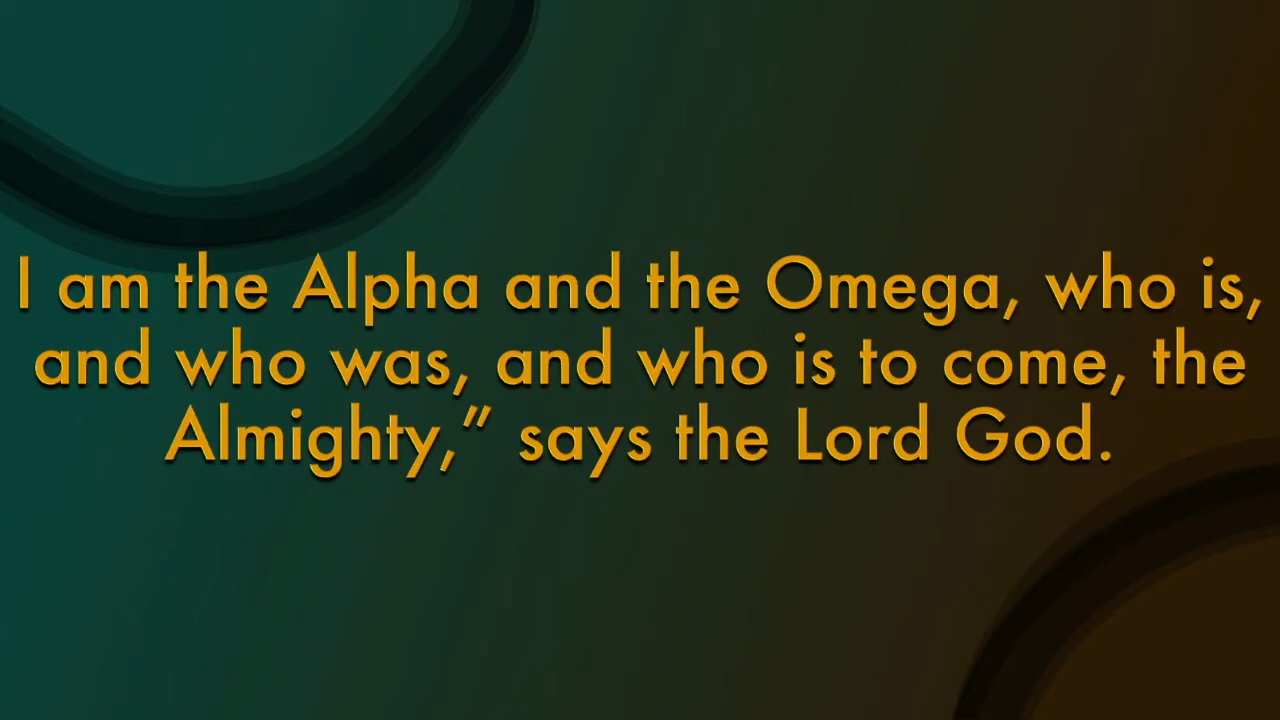 I am the Alpha and the Omega, who is,
and who was, and who is to come, the
Almighty,” says the Lord God.